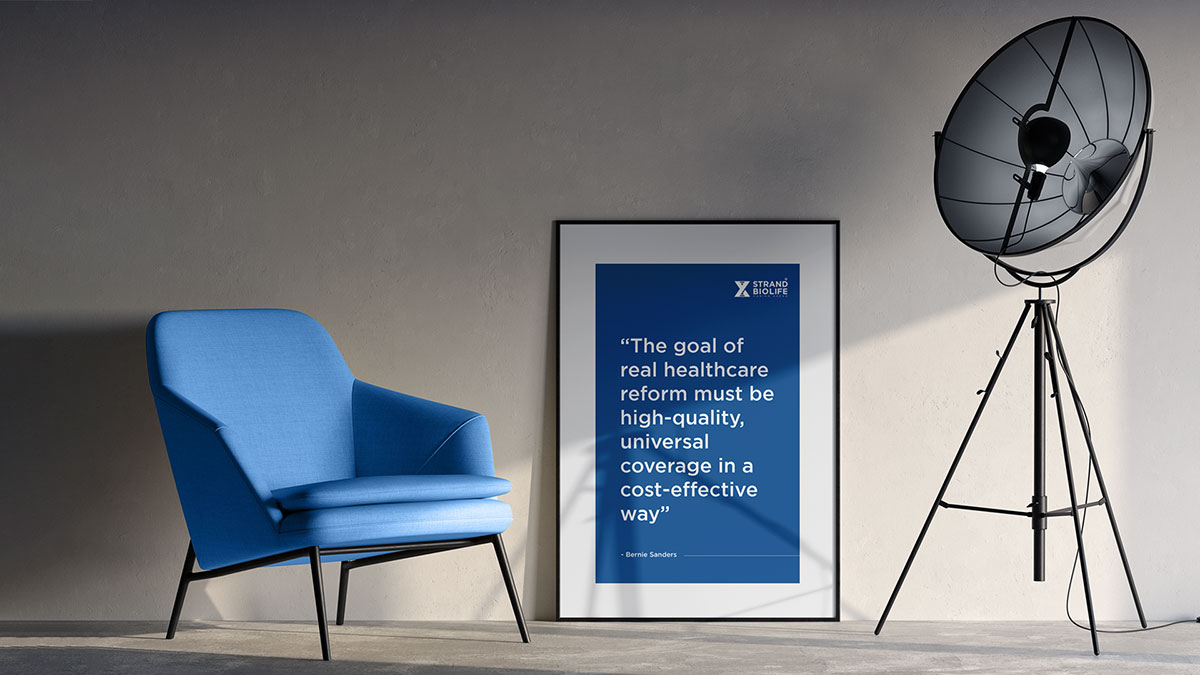 STRAND
BIOLIFE
“The goal of
real healthcare
reform must be
high-quality,
universal
coverage in a
cost-effective
way”
- Bernie Sanders